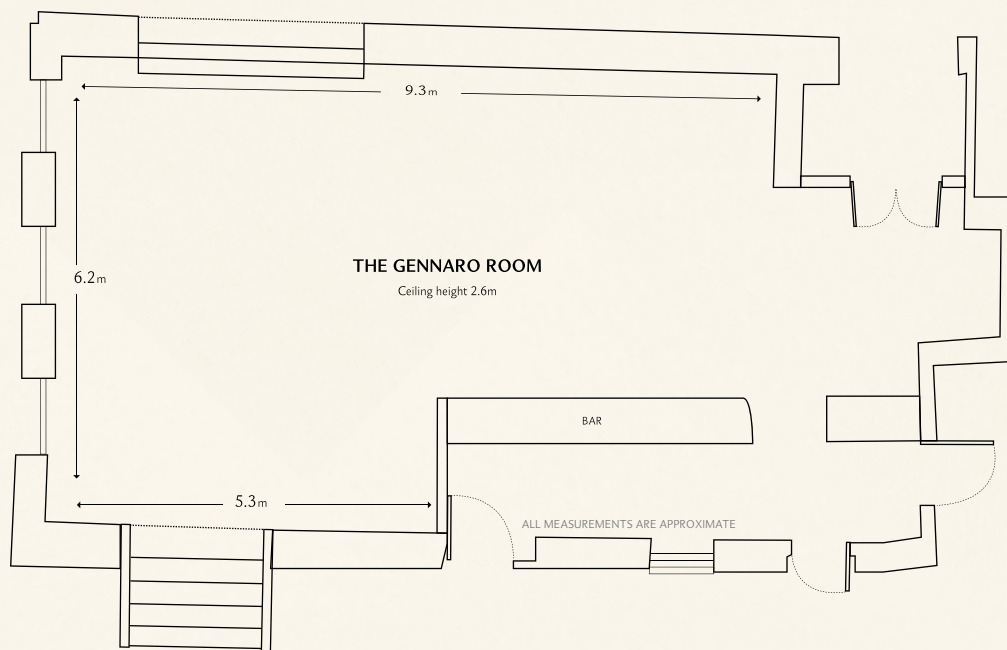 9.3m
6.2m
THE GENNARO ROOM
Ceiling height 2.6m
BAR
5.3m
ALL MEASUREMENTS ARE APPROXIMATE